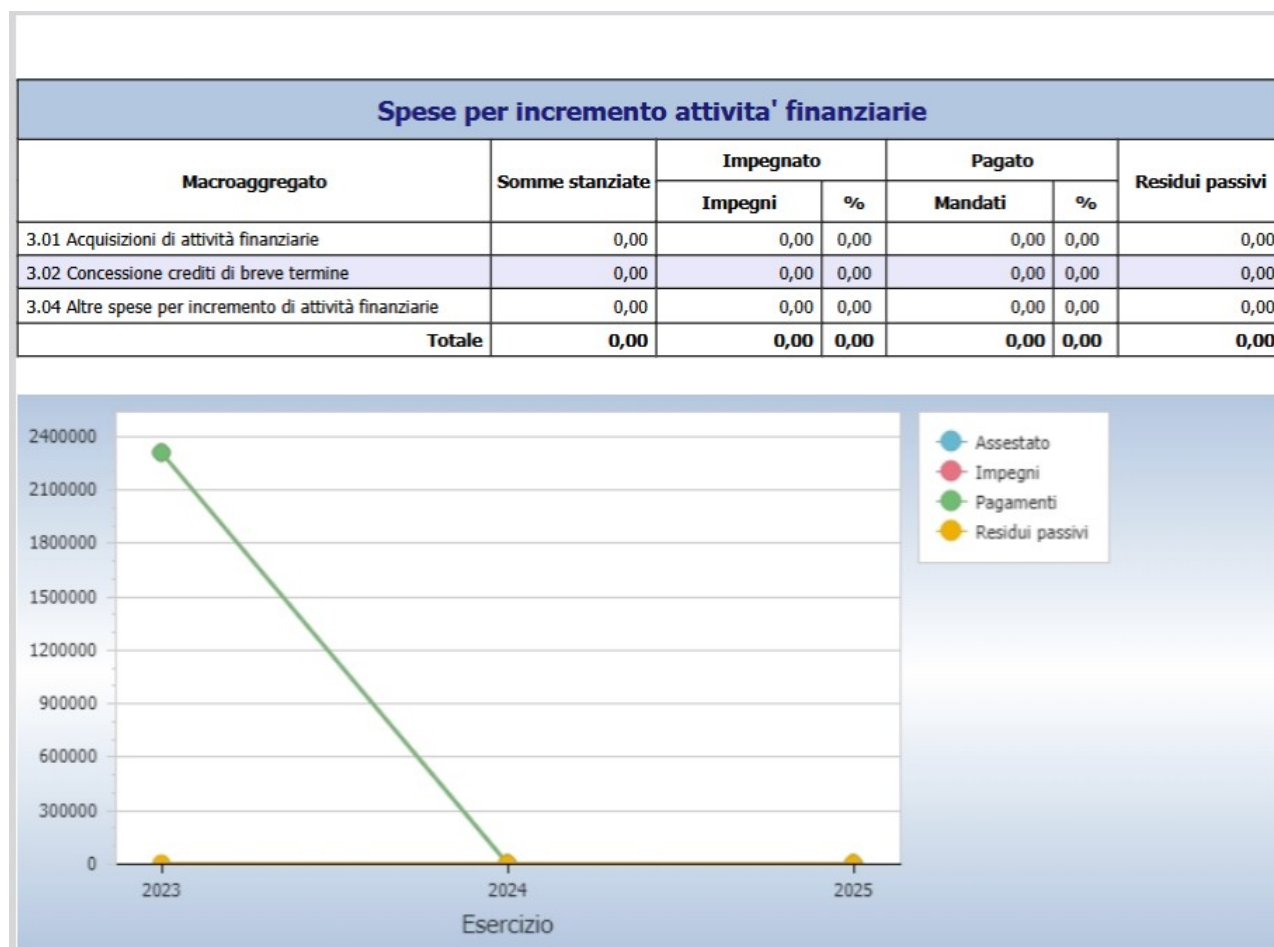 Spese per incremento attivita' finanziarie
Macroaggregato Somme stanziate Impegnato Pagato Residui passivi
Impegni % Mandati %
3.01 Acquisizioni di attività finanziarie 0,00 0,00 0,00 0,00 0,00 0,00
3.02 Concessione crediti di breve termine 0,00 0,00 0,00 0,00 0,00 0,00
3.04 Altre spese per incremento di attività finanziarie 0,00 0,00 0,00 0,00 0,00 0,00
Totale 0,00 0,00 0,00 0,00 0,00 0,00
2400000
2100000
1800000
1500000
1200000
900000
600000
300000
0
2023 2024 2025
Esercizio
Assestato
Impegni
Pagamenti
Residui passivi